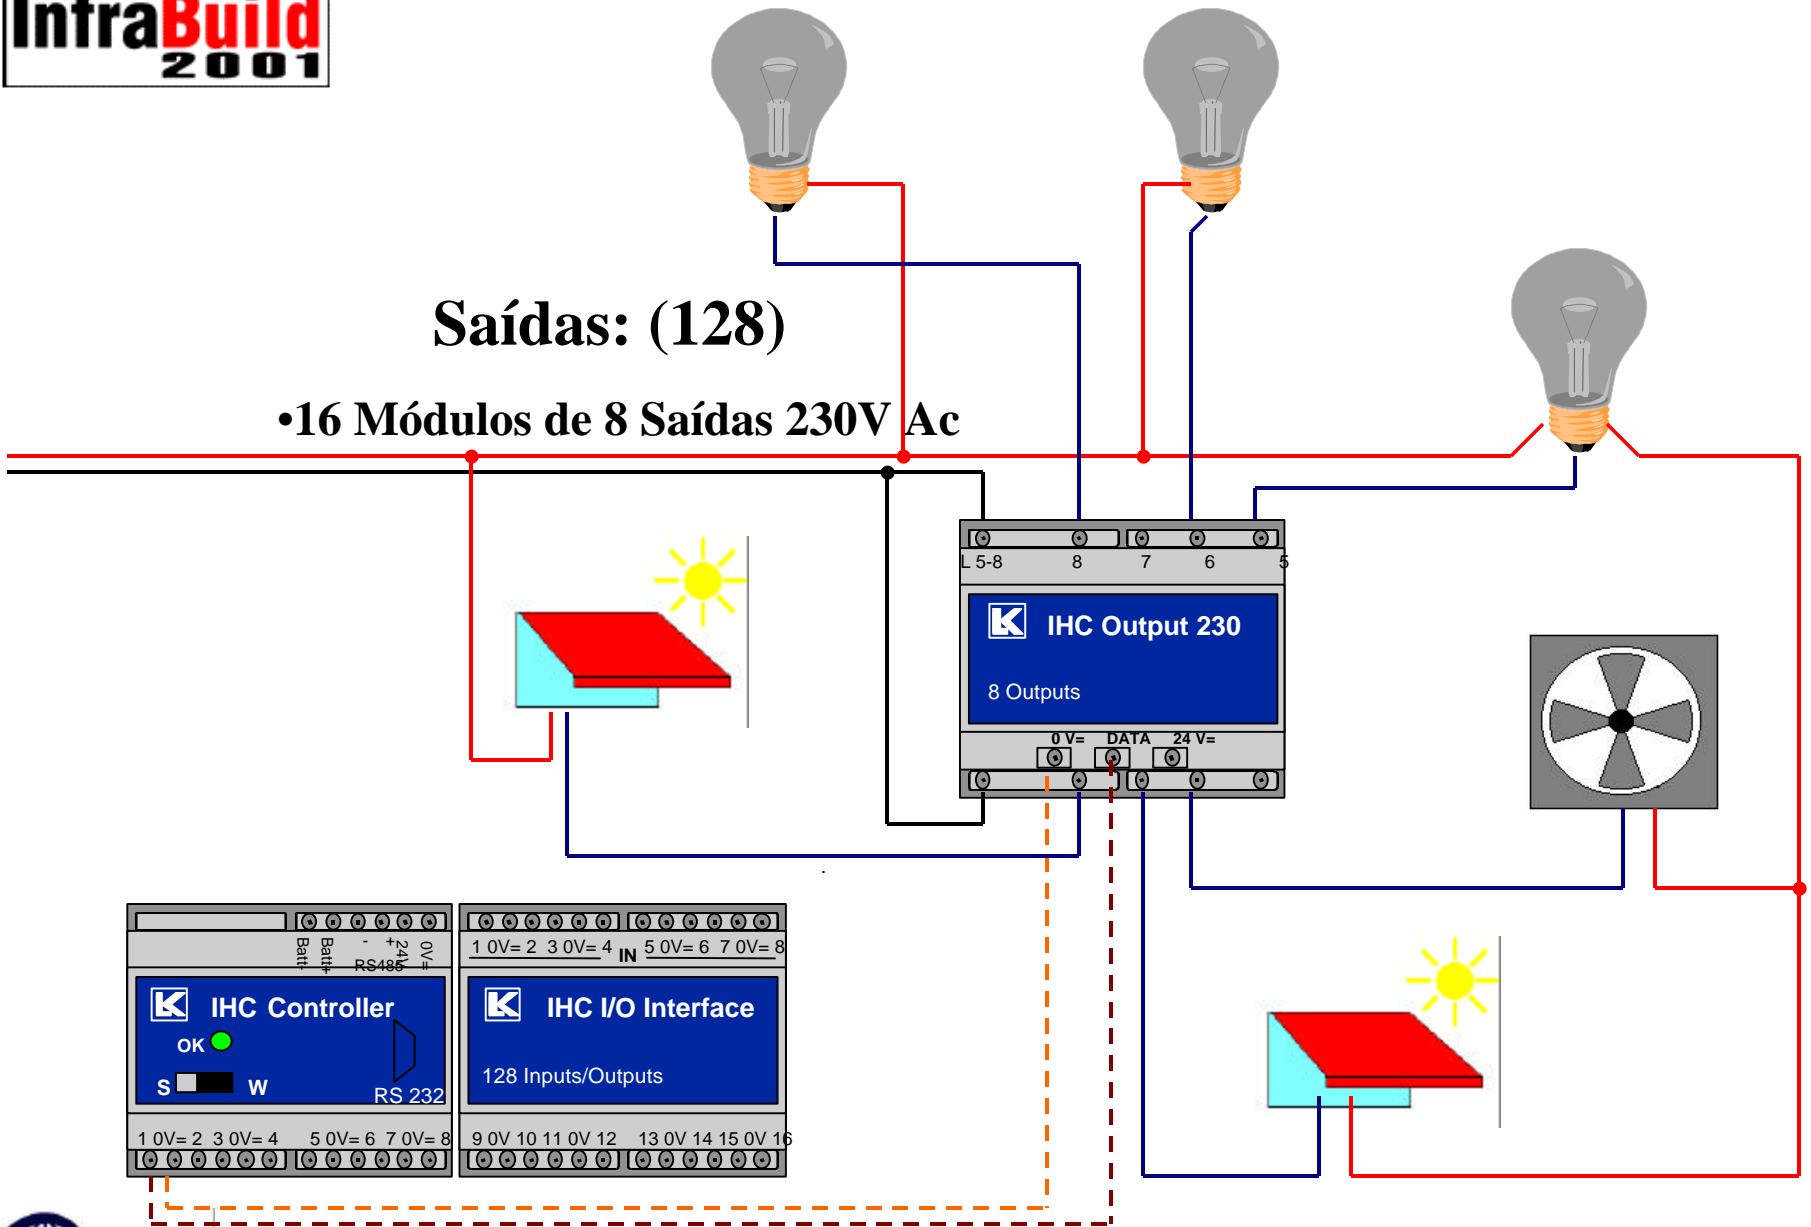 InfraBuild
2001
Saídas: (128)
•16 Módulos de 8 Saídas 230V Ac
L 5-8 8 7 6 5
IHC Output 230
8 Outputs
0 V= DATA 24 V=
Batt- Batt+ - + 24V 0V=
RS485
IHC Controller
OK
S W
RS 232
1 0V= 2 3 0V= 4 5 0V= 6 7 0V= 8
1 0V= 2 3 0V= 4 IN 5 0V= 6 7 0V= 8
IHC I/O Interface
128 Inputs/Outputs
9 0V 10 11 0V 12 13 0V 14 15 0V 16